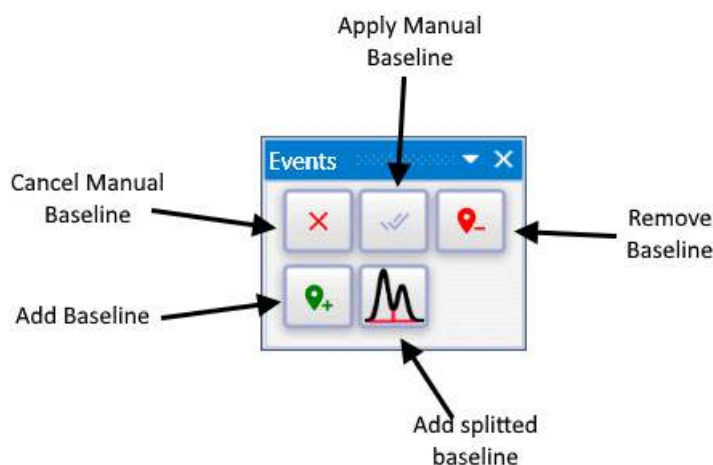 Apply Manual
Baseline
Events
Cancel Manual
Baseline
Remove
Baseline
Add Baseline
Add splitted
baseline